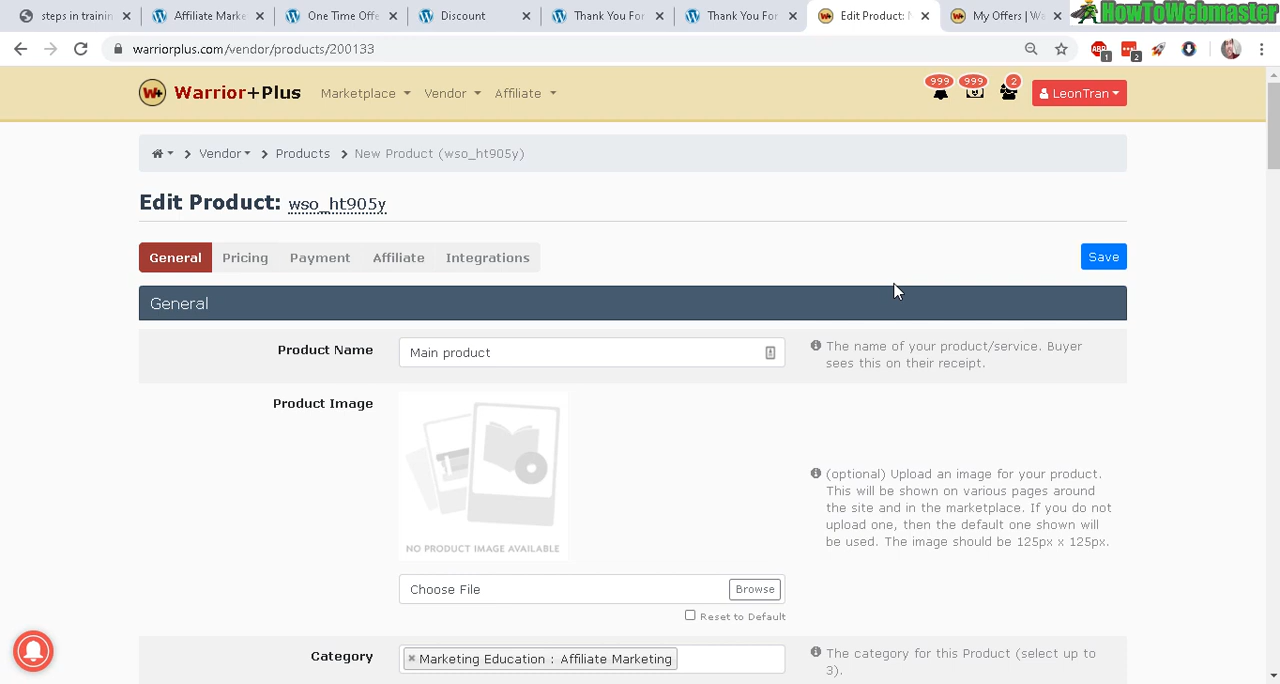 steps in trainin
Affiliate Marke
One Time Offe
Account
Thank You For
Thank You For
Edit Product: N
My Offers | Wa
HowToWebmaster
warriorplus.com/vendor/products/200133
ABP
1
2
W+
Warrior+Plus
Marketplace
Vendor
Affiliate
999
999
2
LeonTran
Vendor
Products
New Product (wso_ht905y)
Edit Product: wso_ht905y
General
Pricing
Payment
Affiliate
Integrations
Save
General
Product Name
Main product
The name of your product/service. Buyer
sees this on their receipt.
Product Image
NO PRODUCT IMAGE AVAILABLE
(optional) Upload an image for your product.
This will be shown on various pages around
the site and in the marketplace. If you do not
upload one, then the default one shown will
be used. The image should be 125px x 125px.
Choose File
Browse
Reset to Default
Category
× Marketing Education : Affiliate Marketing
The category for this Product (select up to
3).